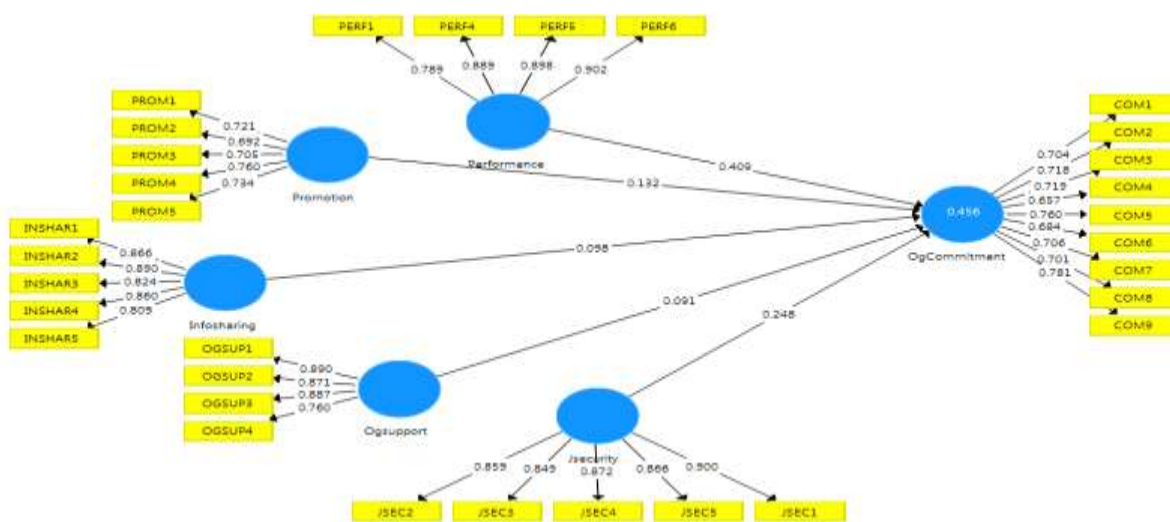 PERF1 PERF4 PERF5 PERF6
0.789 0.889 0.898 0.902
Performance
PROM1
PROM2
PROM3
PROM4
PROM5
0.721
0.692
0.705
0.760
0.734
Promotion
INSHAR1
INSHAR2
INSHAR3
INSHAR4
INSHAR5
0.866
0.890
0.824
0.860
0.809
Infosharing
OGSUP1
OGSUP2
OGSUP3
OGSUP4
0.890
0.871
0.887
0.760
Ogsupport
0.859 0.849 0.872 0.866 0.900
Jsecurity
JSEC2 JSEC3 JSEC4 JSEC5 JSEC1
0.409
0.132
0.098
0.091
0.248
0.456
OgCommitment
0.704
0.718
0.719
0.657
0.760
0.684
0.706
0.701
0.781
COM1
COM2
COM3
COM4
COM5
COM6
COM7
COM8
COM9